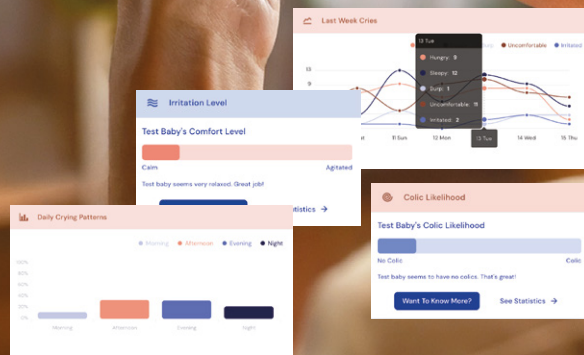 Last Week Cries
Uncomfortable
Irritated
13 Tue
Hungry: 9
Sleepy: 12
Burp: 1
Uncomfortable: 11
Irritated: 2
13
9
11 Sun
12 Mon
13 Tue
14 Wed
15 Thu
Irritation Level
Test Baby's Comfort Level
Calm
Agitated
Test baby seems very relaxed. Great job!
Daily Crying Patterns
Morning
Afternoon
Evening
Night
100%
80%
60%
40%
20%
0%
Morning
Afternoon
Evening
Night
Colic Likelihood
Test Baby's Colic Likelihood
No Colic
Colic
Test baby seems to have no colics. That's great!
Want To Know More?
See Statistics →